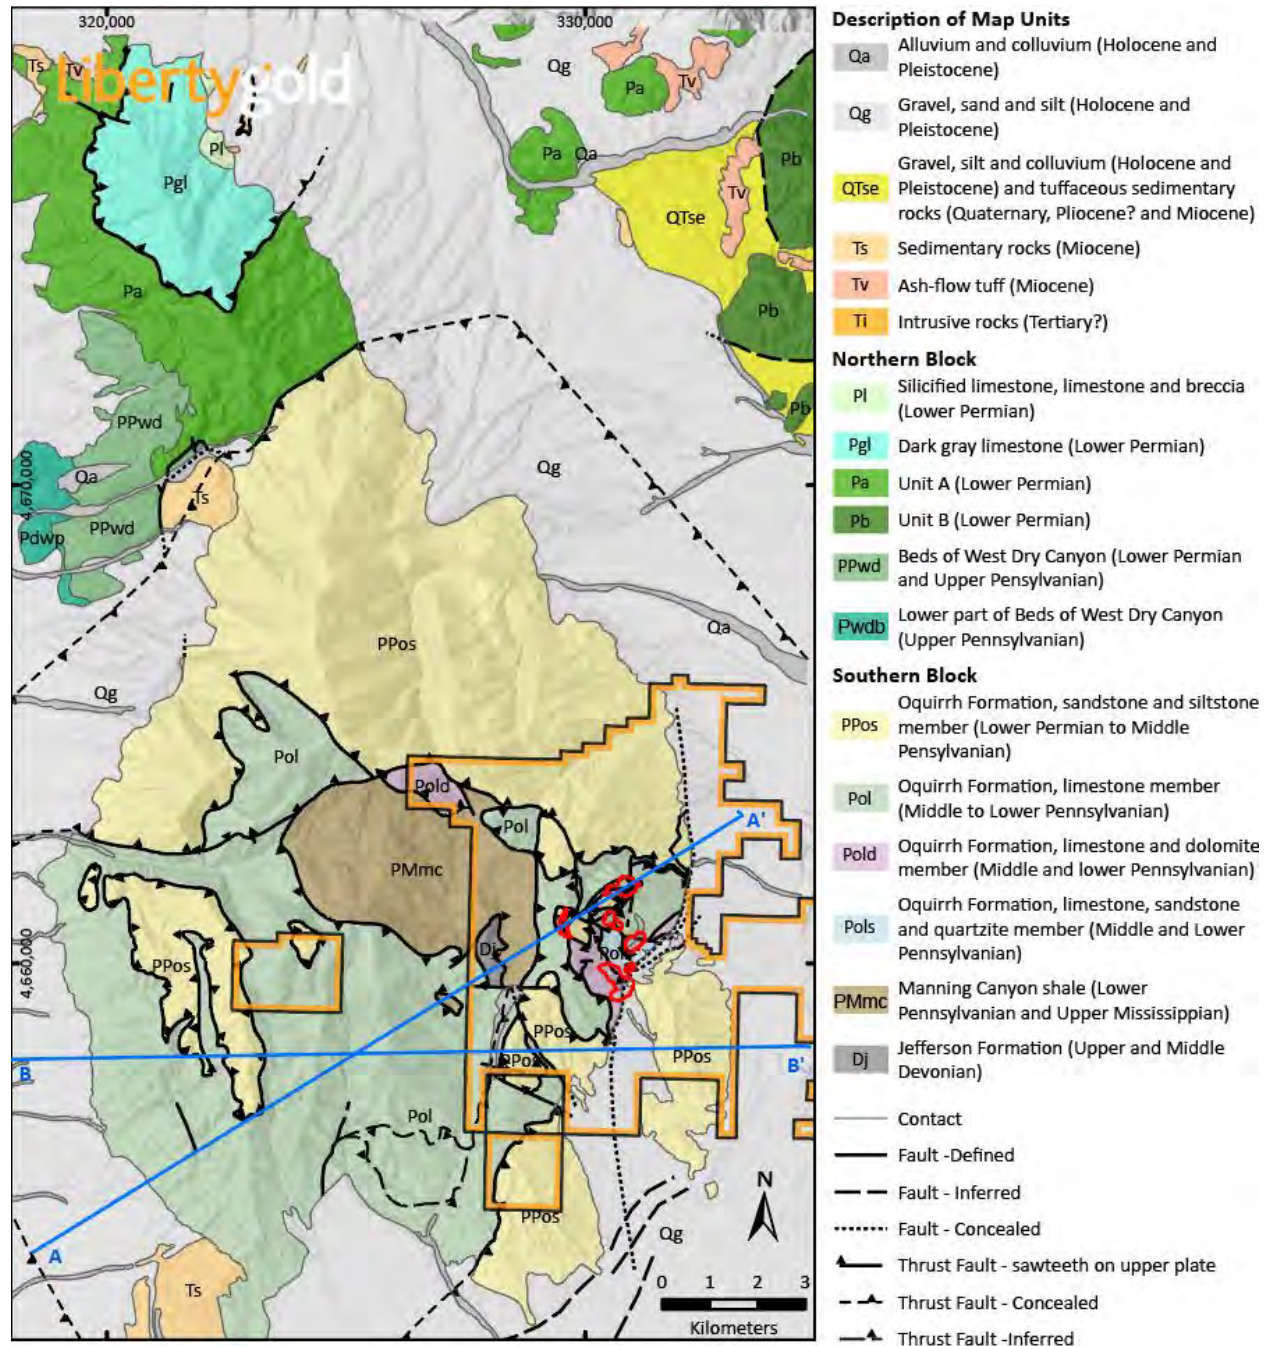 320,000
330,000
Libertygold
Ts
Tv
Qg
Pa
Tv
Pl
Pgl
Pa
Qa
Pb
Tv
QTse
Pa
Pb
PPwd
Pb
4,670,000
Qa
Qg
Ts
PPwd
Pdwp
PPos
Qa
Qg
Pol
Pold
Pol
A'
PMmc
4,660,000
PPos
Dj
Pol
PPos
PPos
PPos
B
B'
Pol
N
PPos
Qg
A
Ts
0 1 2 3
Kilometers
Description of Map Units
Qa
Alluvium and colluvium (Holocene and
Pleistocene)
Qg
Gravel, sand and silt (Holocene and
Pleistocene)
QTse
Gravel, silt and colluvium (Holocene and
Pleistocene) and tuffaceous sedimentary
rocks (Quaternary, Pliocene? and Miocene)
Ts
Sedimentary rocks (Miocene)
Tv
Ash-flow tuff (Miocene)
Ti
Intrusive rocks (Tertiary?)
Northern Block
Pl
Silicified limestone, limestone and breccia
(Lower Permian)
Pgl
Dark gray limestone (Lower Permian)
Pa
Unit A (Lower Permian)
Pb
Unit B (Lower Permian)
PPwd
Beds of West Dry Canyon (Lower Permian
and Upper Pensylvanian)
Pwdb
Lower part of Beds of West Dry Canyon
(Upper Pennsylvanian)
Southern Block
PPos
Oquirrh Formation, sandstone and siltstone
member (Lower Permian to Middle
Pensylvanian)
Pol
Oquirrh Formation, limestone member
(Middle to Lower Pennsylvanian)
Pold
Oquirrh Formation, limestone and dolomite
member (Middle and lower Pennsylvanian)
Pols
Oquirrh Formation, limestone, sandstone
and quartzite member (Middle and Lower
Pennsylvanian)
PMmc
Manning Canyon shale (Lower
Pennsylvanian and Upper Mississippian)
Dj
Jefferson Formation (Upper and Middle
Devonian)
Contact
Fault -Defined
Fault - Inferred
Fault - Concealed
Thrust Fault - sawteeth on upper plate
Thrust Fault - Concealed
Thrust Fault -Inferred